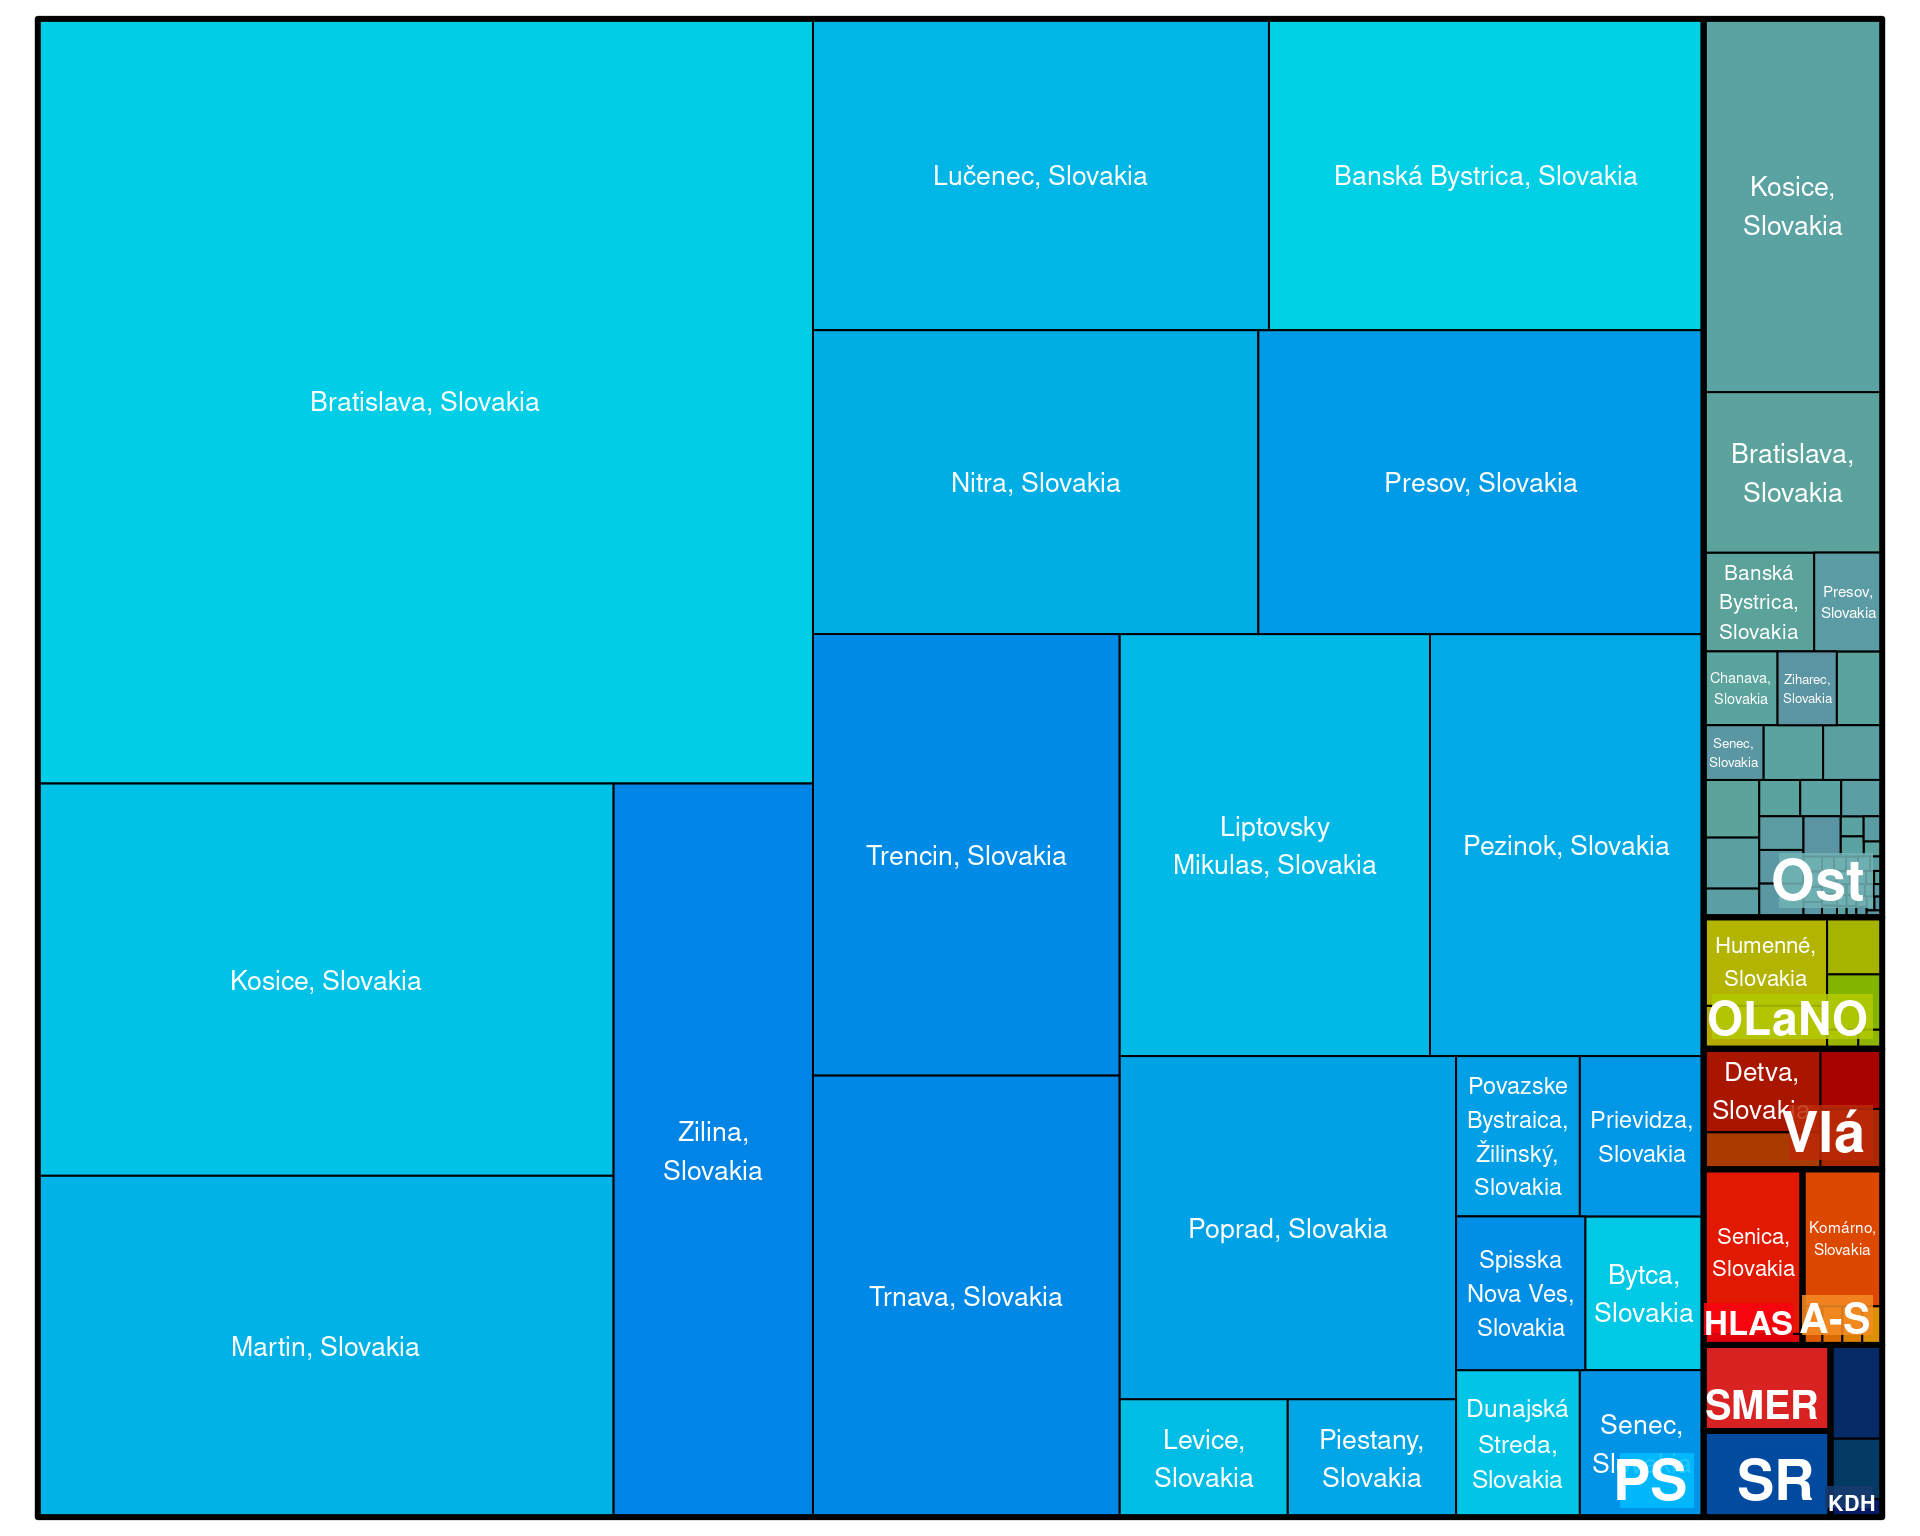 Bratislava, Slovakia
Lučenec, Slovakia
Banská Bystrica, Slovakia
Nitra, Slovakia
Presov, Slovakia
Kosice, Slovakia
Zilina,
Slovakia
Martin, Slovakia
Trencin, Slovakia
Liptovsky
Mikulas, Slovakia
Pezinok, Slovakia
Trnava, Slovakia
Poprad, Slovakia
Povazske
Bystraica,
Žilinský,
Slovakia
Prievidza,
Slovakia
Spisska
Nova Ves,
Slovakia
Bytca,
Slovakia
Levice,
Slovakia
Piestany,
Slovakia
Dunajská
Streda,
Slovakia
Senec,
Slovakia
PS
Kosice,
Slovakia
Bratislava,
Slovakia
Banská
Bystrica,
Slovakia
Presov,
Slovakia
Chanava,
Slovakia
Ziharec,
Slovakia
Senec,
Slovakia
Ost
Humenné,
Slovakia
OLaNO
Detva,
Slovakia
Vlá
Senica,
Slovakia
HLAS
Komárno,
Slovakia
A-S
SMER
SR
KDH